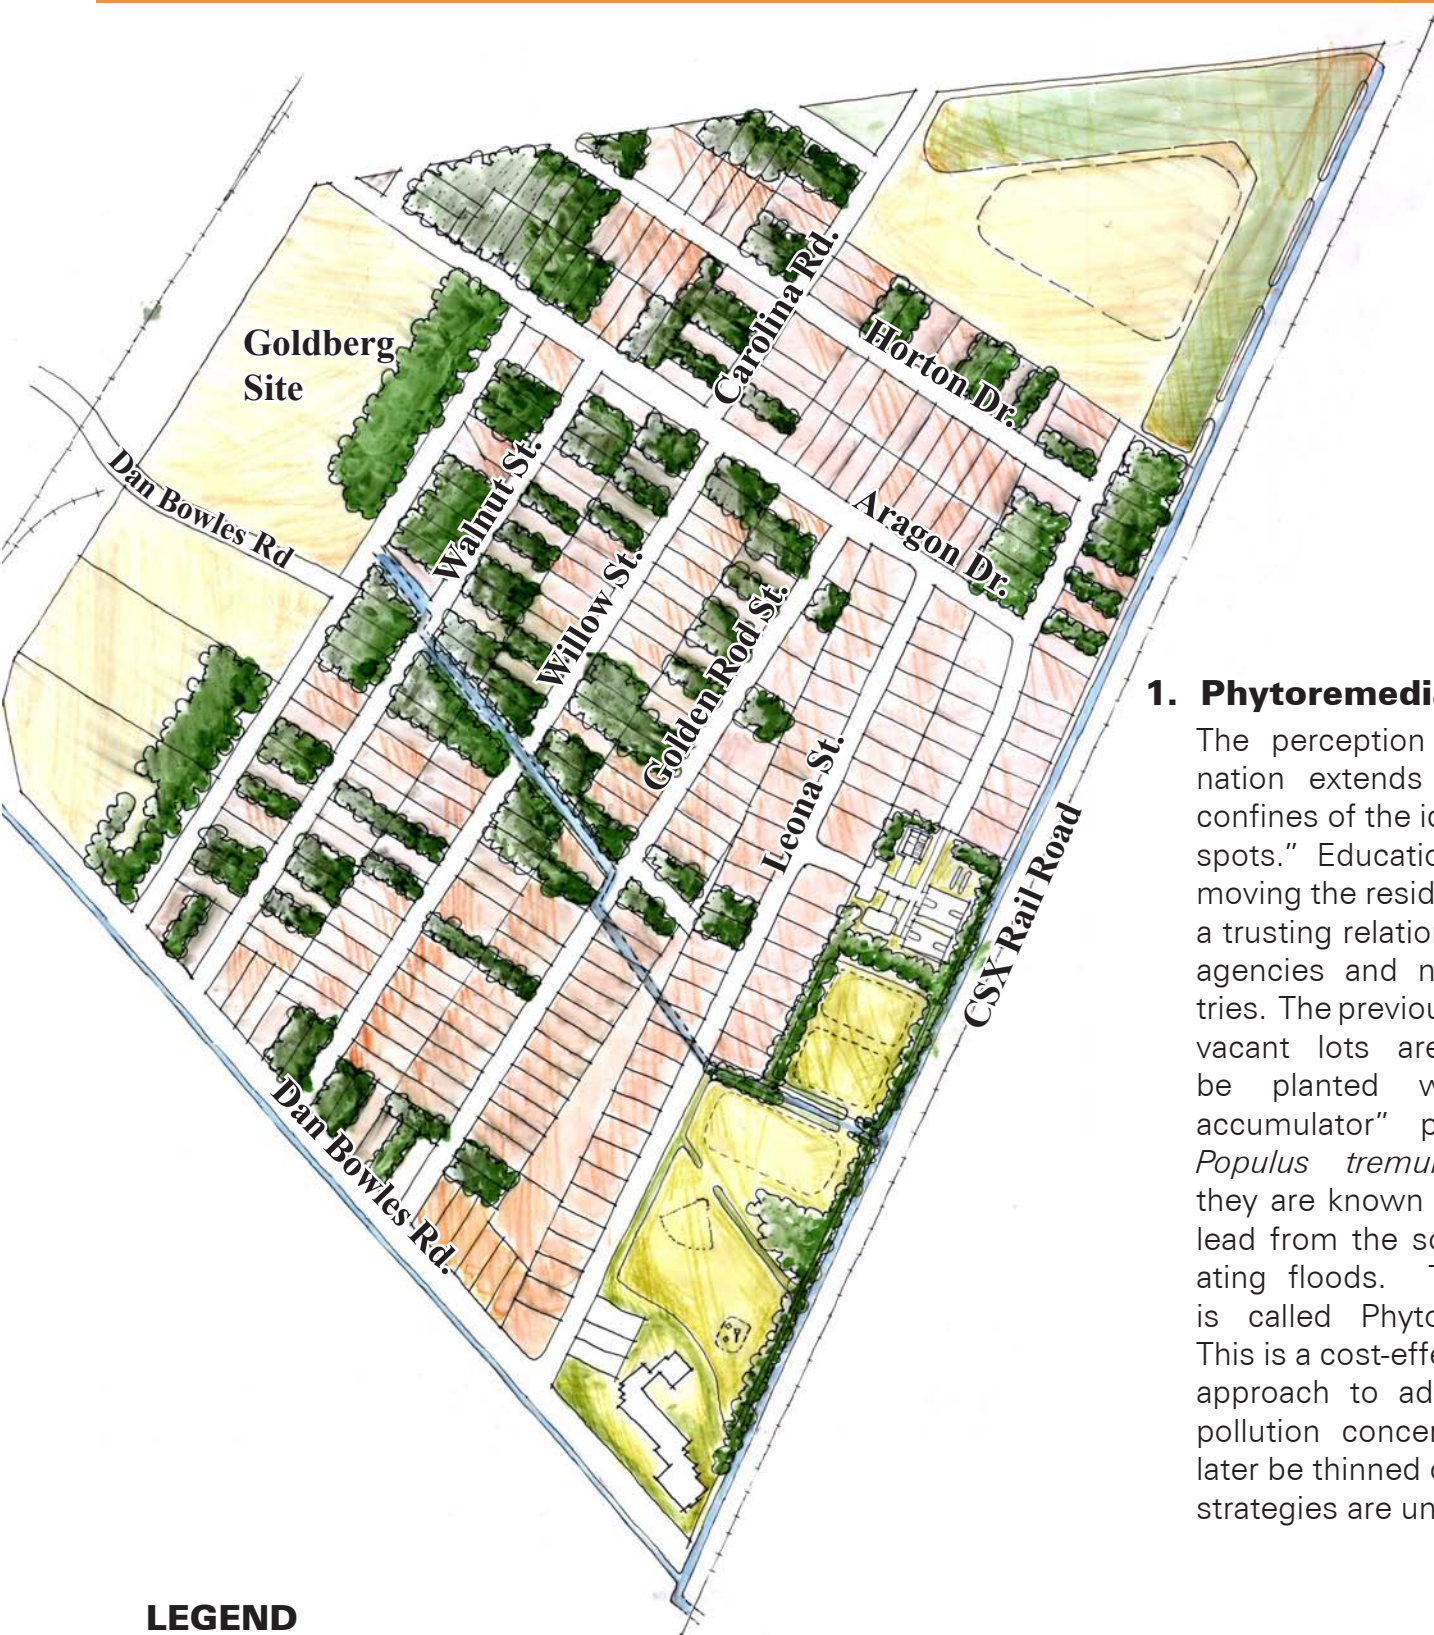 Goldberg
Site
Dan Bowles Rd
Walnut St.
Willow St.
Golden Rod St.
Leona St.
Carolina Rd.
Horton Dr.
Aragon Dr.
CSX Rail Road
Dan Bowles Rd.
LEGEND
1. Phytoremedia
The perception
nation extends
confines of the
spots.” Educatio
moving the resid
a trusting relation
agencies and n
tries. The previou
vacant lots are
be planted w
accumulator” p
Populus tremu
they are known
lead from the so
ating floods. T
is called Phyto
This is a cost-effe
approach to ad
pollution concer
later be thinned
strategies are un